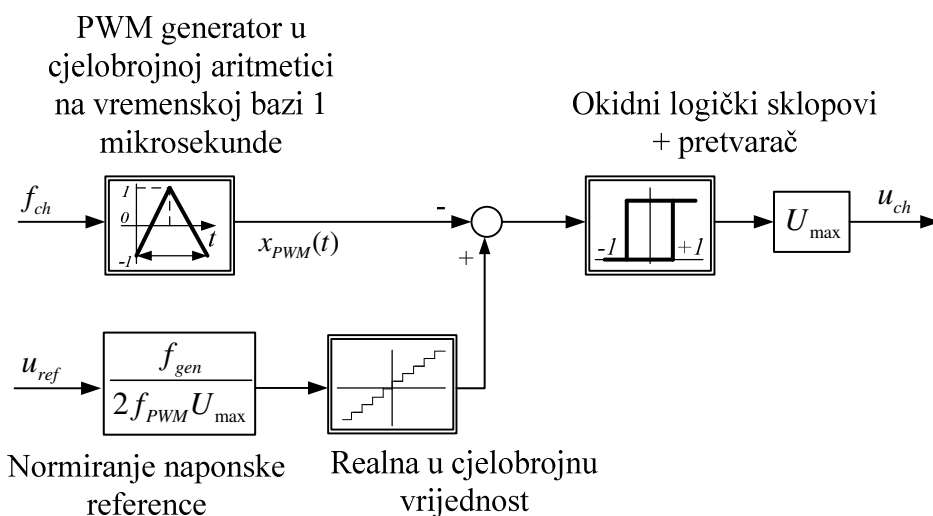 PWM generator u
cjelobrojnoj aritmetici
na vremenskoj bazi 1
mikrosekunde
Okidni logički sklopovi
+ pretvarač
f_ch
1
0
-1
t
x_PWM(t)
-
+
-1
+1
U_max
u_ch
u_ref
f_gen
2f_PWM U_max
Normiranje naponske
reference
Realna u cjelobrojnu
vrijednost